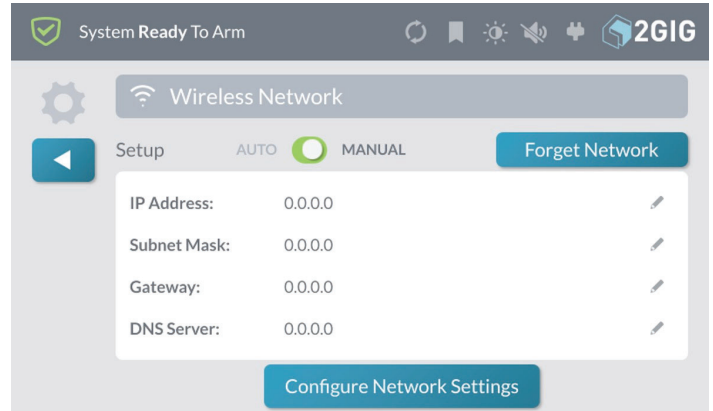 System Ready To Arm
2GIG
Wireless Network
Setup AUTO MANUAL Forget Network
IP Address: 0.0.0.0
Subnet Mask: 0.0.0.0
Gateway: 0.0.0.0
DNS Server: 0.0.0.0
Configure Network Settings